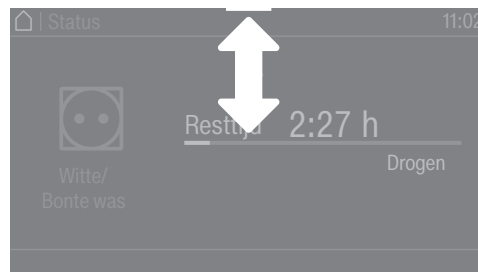 | Status 11:02
Resttijd 2:27 h
Drogen
Witte/
Bonte was